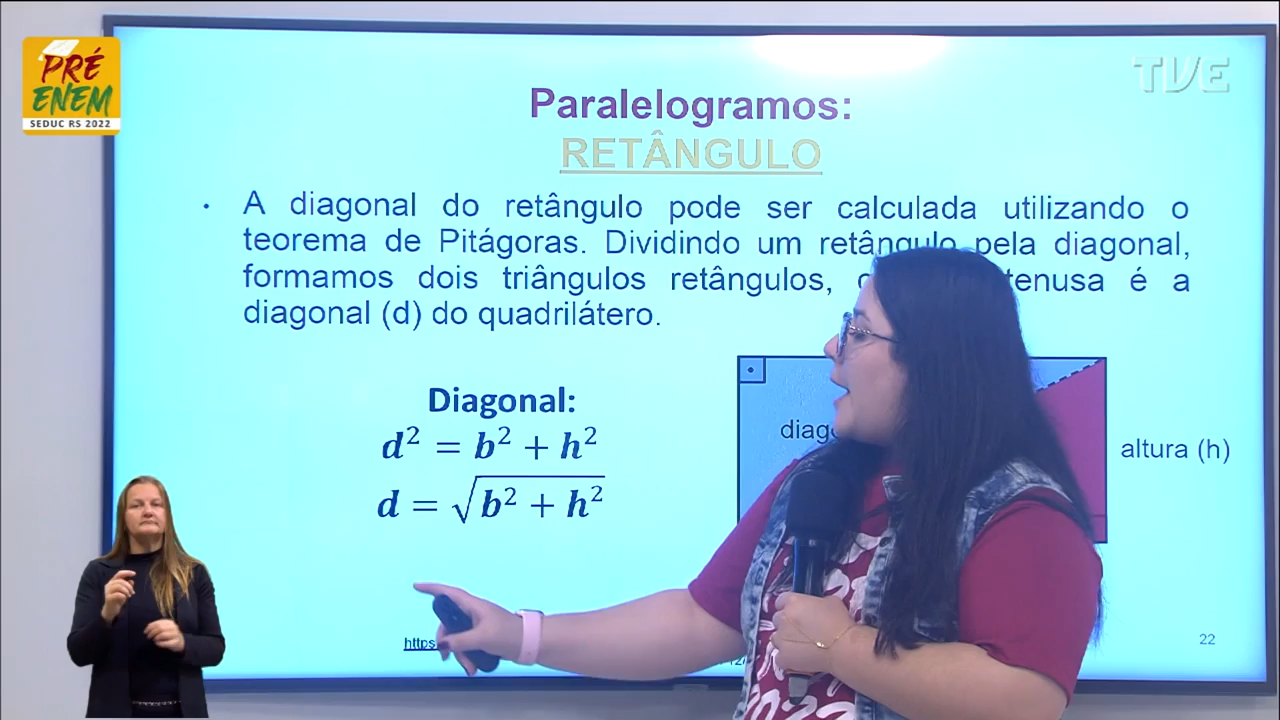 PRÉ
ENEM
SEDUC RS 2022
TVE
Paralelogramos:
RETÂNGULO
• A diagonal do retângulo pode ser calculada utilizando o
teorema de Pitágoras. Dividindo um retângulo pela diagonal,
formamos dois triângulos retângulos, é a
diagonal (d) do quadrilátero.
Diagonal:
d² = b² + h²
d = √b² + h²
altura (h)
https
22